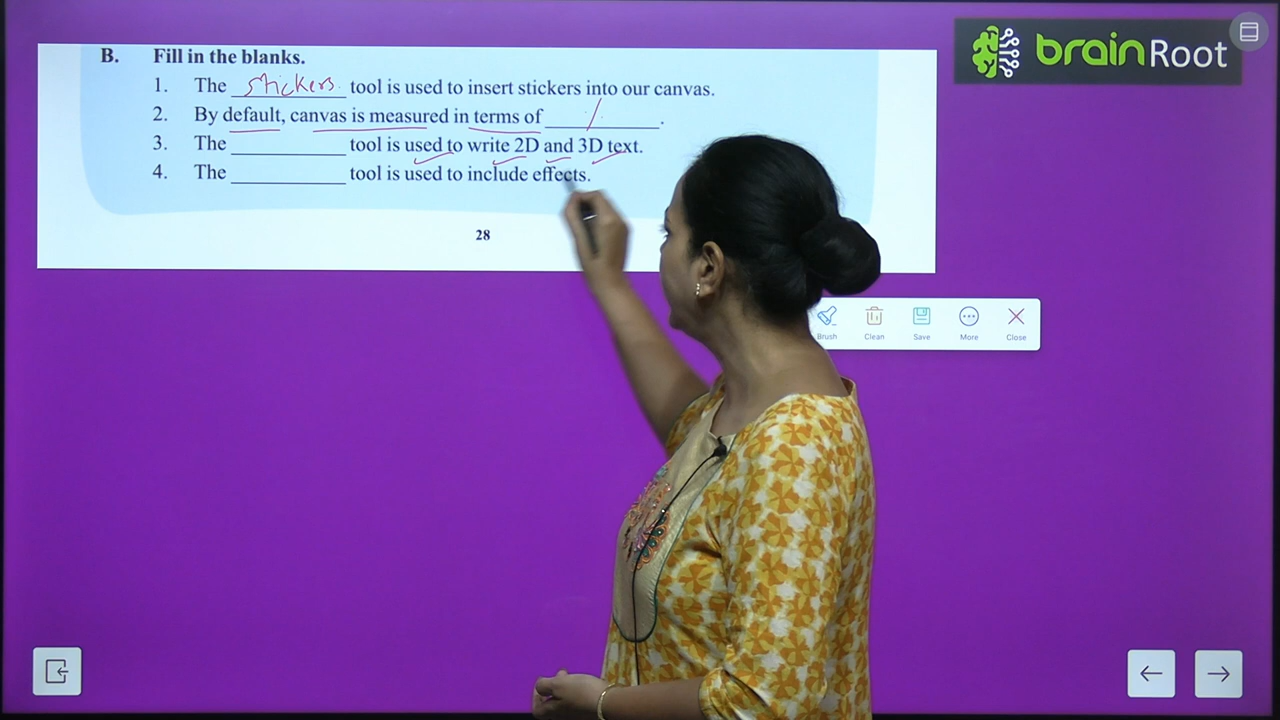 brainRoot
B. Fill in the blanks.
1. The stickers tool is used to insert stickers into our canvas.
2. By default, canvas is measured in terms of ____________.
3. The ____________ tool is used to write 2D and 3D text.
4. The ____________ tool is used to include effects.
28
Brush Clean Save More Close